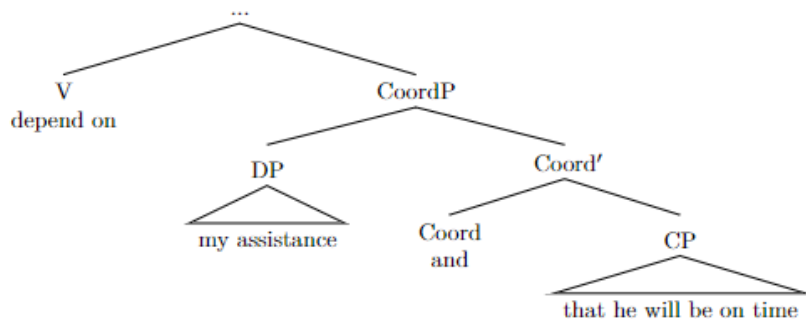 ...
V
depend on
CoordP
DP
my assistance
Coord′
Coord
and
CP
that he will be on time